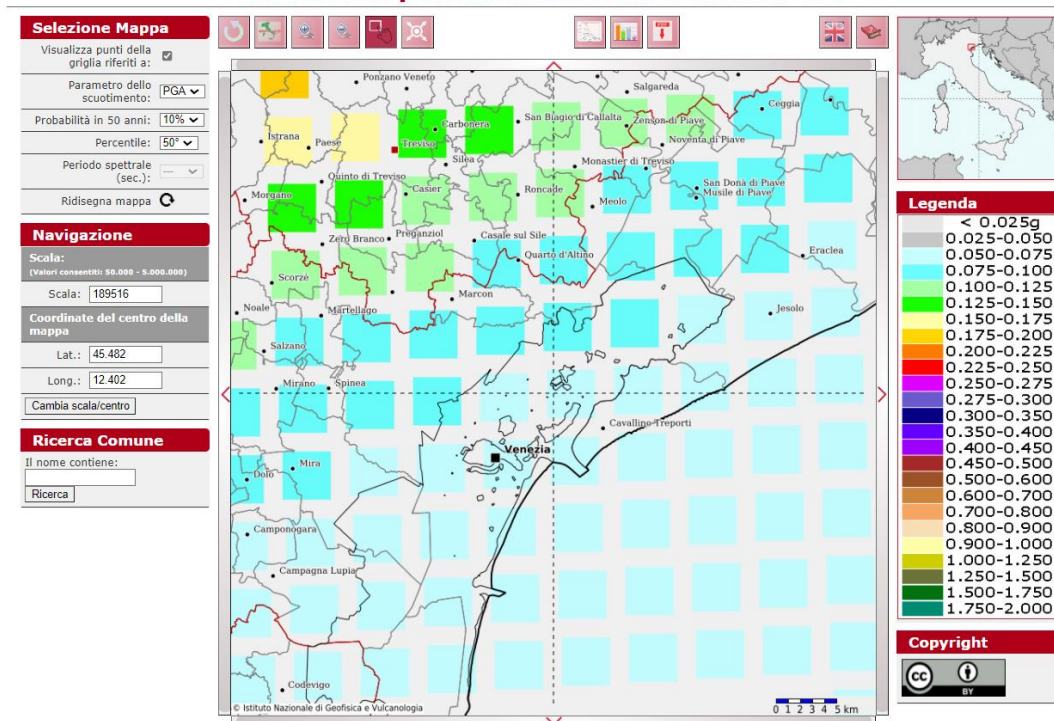 Selezione Mappa
Visualizza punti della
griglia riferiti a:
Parametro dello
scuotimento: PGA
Probabilità in 50 anni: 10%
Percentile: 50°
Periodo spettrale
(sec.): ---
Ridisegna mappa
Navigazione
Scala:
(Valori consentiti: 50.000 - 5.000.000)
Scala: 189516
Coordinate del centro della
mappa
Lat.: 45.482
Long.: 12.402
Cambia scala/centro
Ricerca Comune
Il nome contiene:
Ricerca
Ponzano Veneto
Salgareda
Ceggia
Istrana
Paese
Carbonera
Treviso
San Biagio di Callalta
Zenson di Piave
Noventa di Piave
Silea
Monastier di Treviso
Quinto di Treviso
Morgano
Casier
Roncade
San Donà di Piave
Musile di Piave
Meolo
Zero Branco
Preganziol
Casale sul Sile
Quarto d'Altino
Eraclea
Scorzè
Marcon
Noale
Martellago
Jesolo
Salzano
Mirano
Spinea
Cavallino-Treporti
Venezia
Mira
Dolo
Camponogara
Campagna Lupia
Codevigo
© Istituto Nazionale di Geofisica e Vulcanologia
0 1 2 3 4 5 km
Legenda
< 0.025g
0.025-0.050
0.050-0.075
0.075-0.100
0.100-0.125
0.125-0.150
0.150-0.175
0.175-0.200
0.200-0.225
0.225-0.250
0.250-0.275
0.275-0.300
0.300-0.350
0.350-0.400
0.400-0.450
0.450-0.500
0.500-0.600
0.600-0.700
0.700-0.800
0.800-0.900
0.900-1.000
1.000-1.250
1.250-1.500
1.500-1.750
1.750-2.000
Copyright
cc
BY